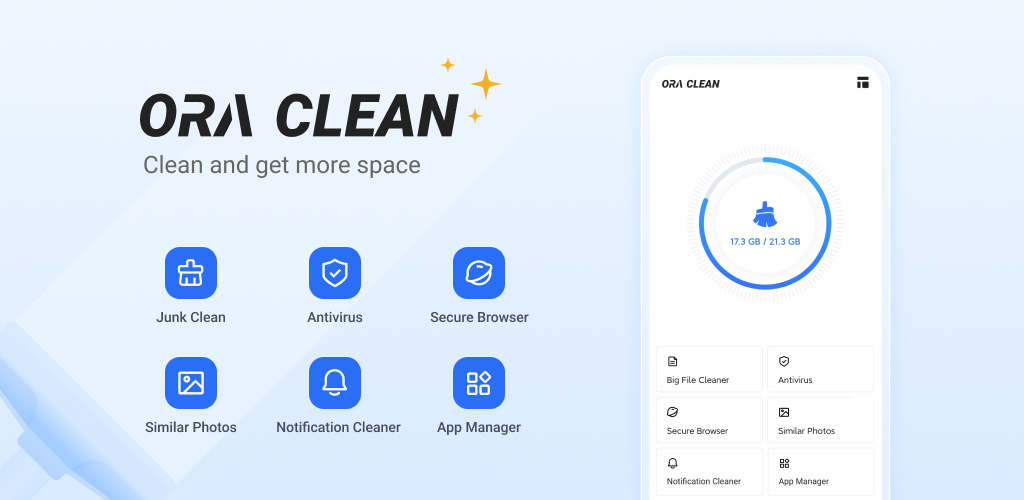 ORA CLEAN
Clean and get more space
Junk Clean
Antivirus
Secure Browser
Similar Photos
Notification Cleaner
App Manager
ORA CLEAN
17.3 GB / 21.3 GB
Big File Cleaner
Antivirus
Secure Browser
Similar Photos
Notification Cleaner
App Manager